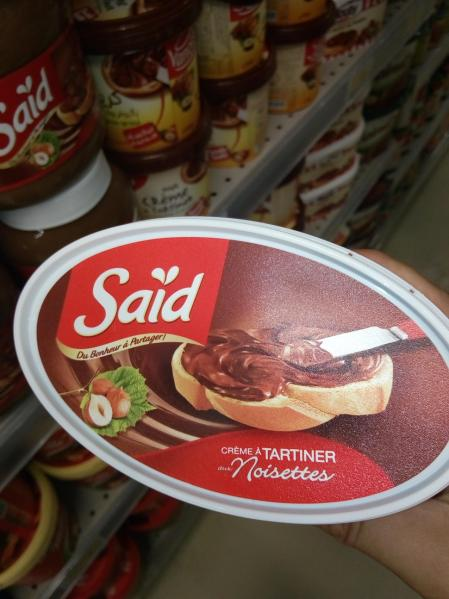 Saïd
Saïd
Du Bonheur à Partager!
CRÈME À TARTINER
aux Noisettes
CRÈME